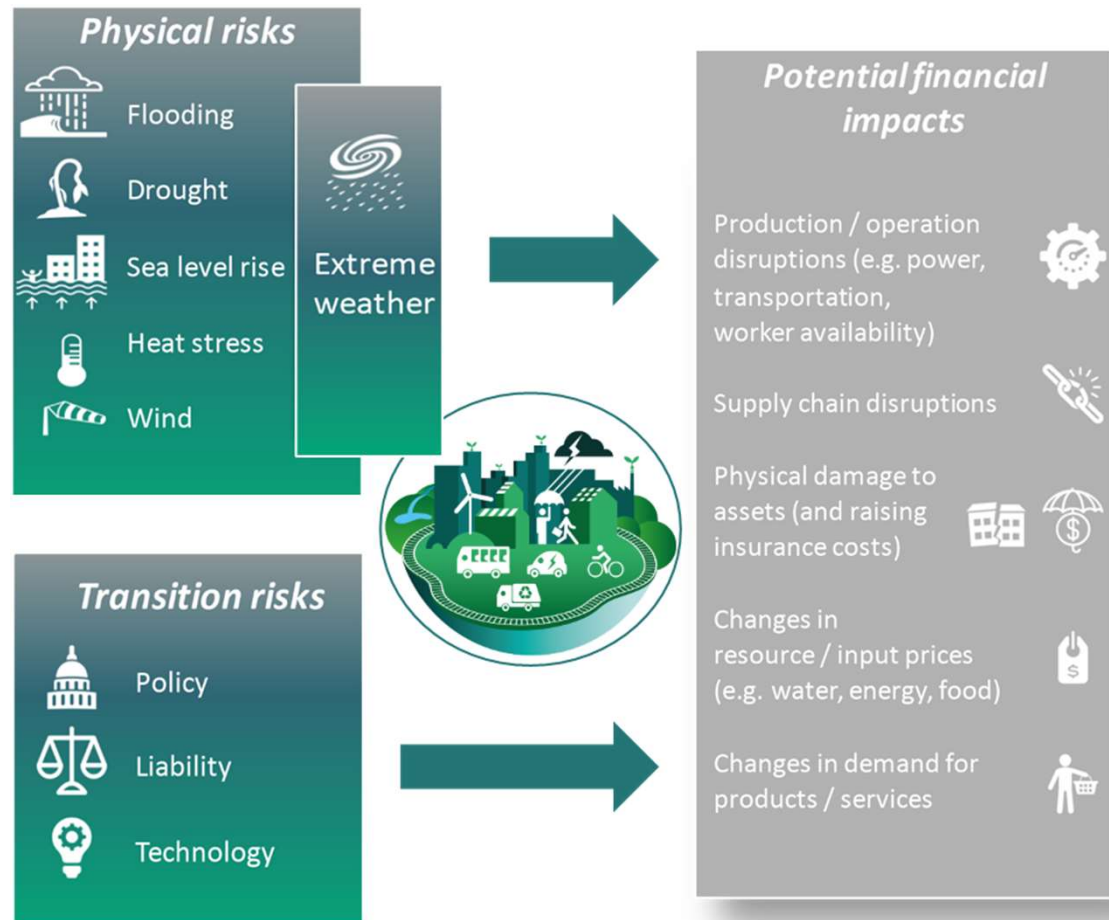 Physical risks
Flooding
Drought
Sea level rise
Heat stress
Wind
Extreme
weather
Transition risks
Policy
Liability
Technology
Potential financial
impacts
Production / operation
disruptions (e.g. power,
transportation,
worker availability)
Supply chain disruptions
Physical damage to
assets (and raising
insurance costs)
$
Changes in
resource / input prices
(e.g. water, energy, food)
$
Changes in demand for
products / services